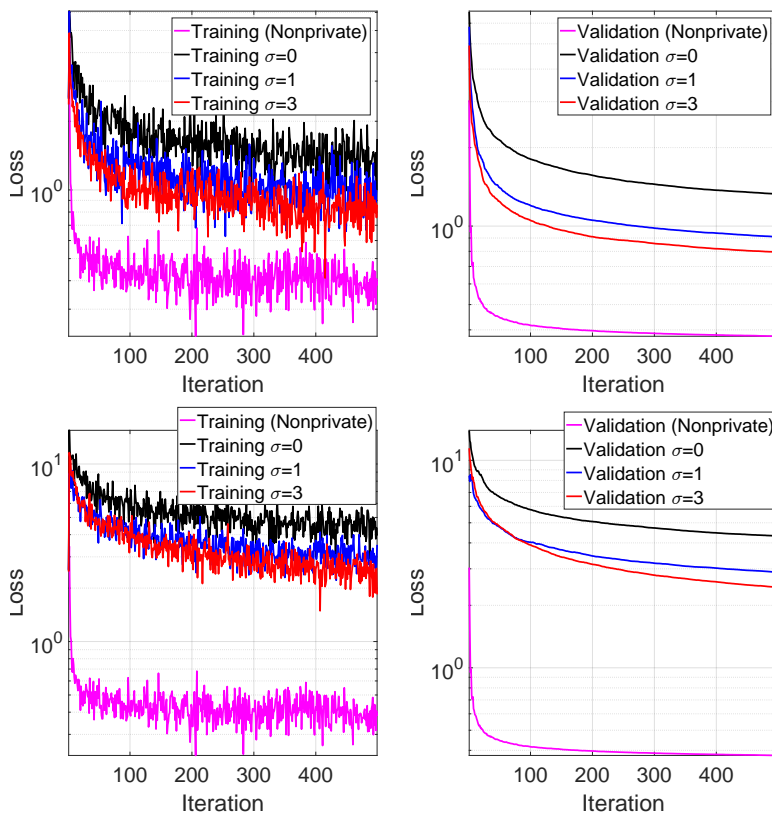 Training (Nonprivate)
Training σ=0
Training σ=1
Training σ=3
Loss
10^0
100
200
300
400
Iteration
Validation (Nonprivate)
Validation σ=0
Validation σ=1
Validation σ=3
Loss
10^0
100
200
300
400
Iteration
Training (Nonprivate)
Training σ=0
Training σ=1
Training σ=3
Loss
10^1
10^0
100
200
300
400
Iteration
Validation (Nonprivate)
Validation σ=0
Validation σ=1
Validation σ=3
Loss
10^1
10^0
100
200
300
400
Iteration